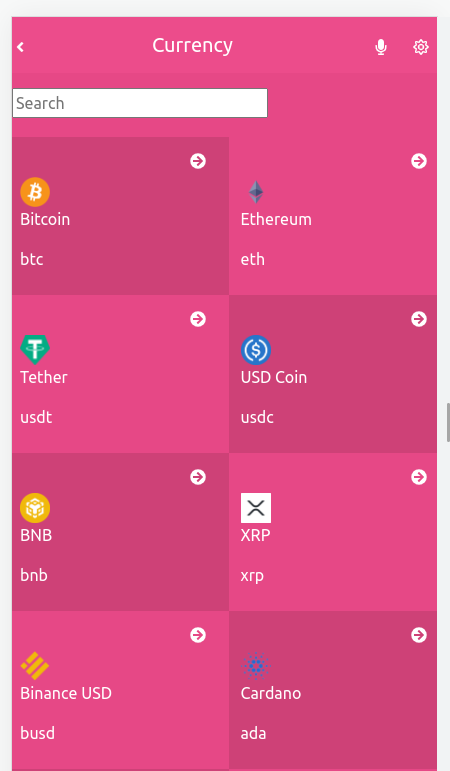 Currency
Search
Bitcoin
btc
Ethereum
eth
Tether
usdt
USD Coin
usdc
BNB
bnb
XRP
xrp
Binance USD
busd
Cardano
ada